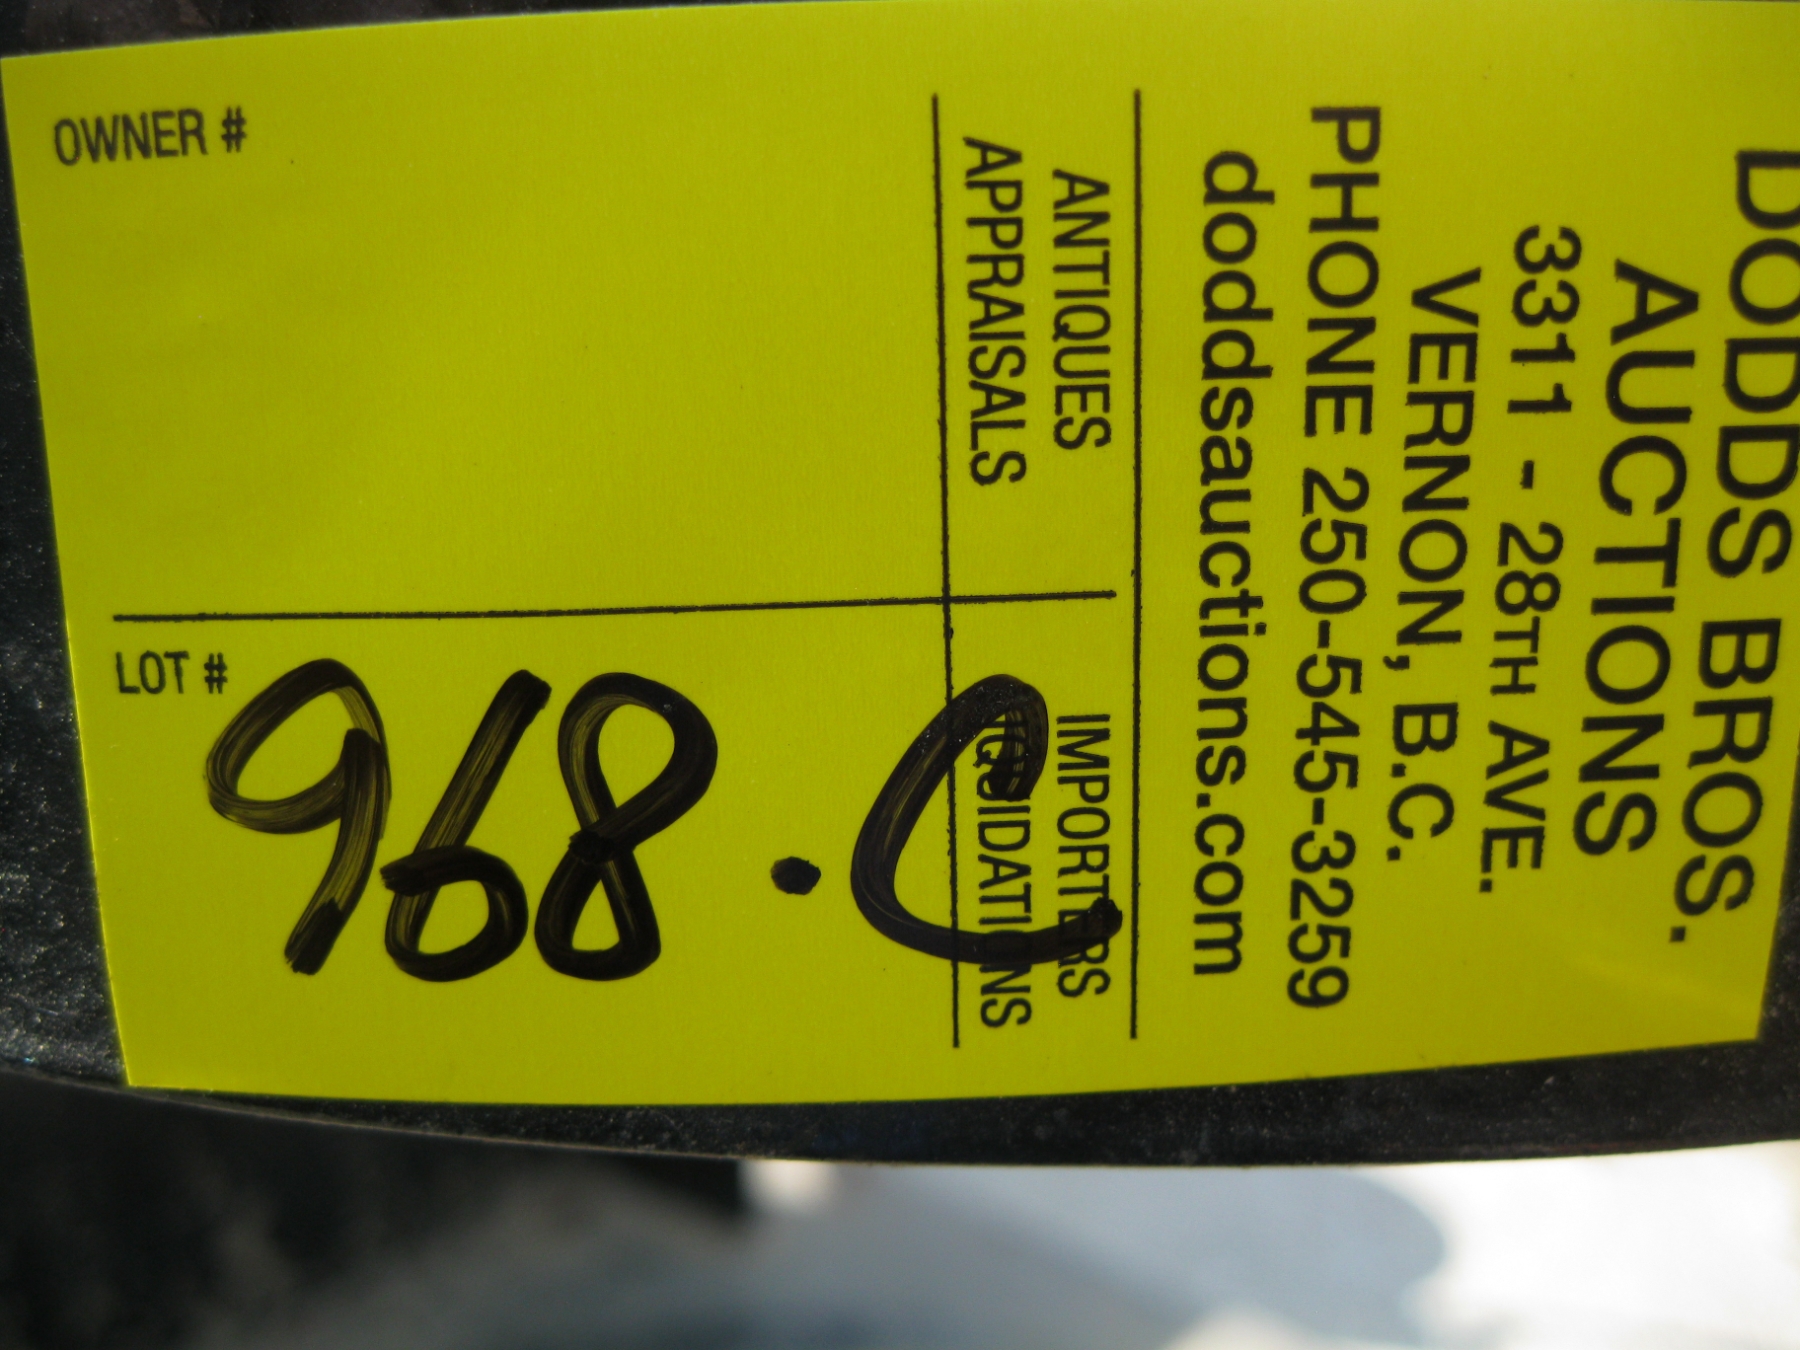 DODDS BROS.
AUCTIONS
3311 - 28TH AVE.
VERNON, B.C.
PHONE 250-545-3259
doddsauctions.com
ANTIQUES IMPORTERS
APPRAISALS LIQUIDATIONS
OWNER #
LOT #
968.C